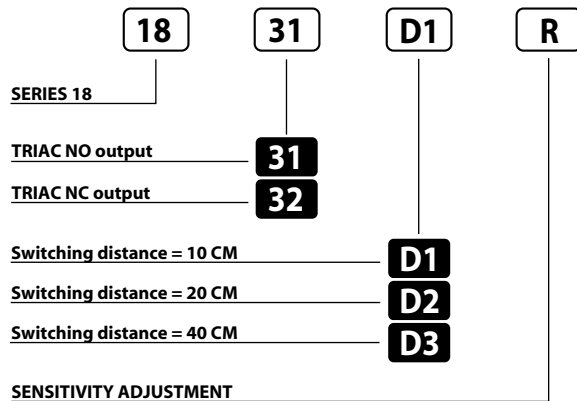 18 31 D1 R
SERIES 18
TRIAC NO output 31
TRIAC NC output 32
Switching distance = 10 CM D1
Switching distance = 20 CM D2
Switching distance = 40 CM D3
SENSITIVITY ADJUSTMENT